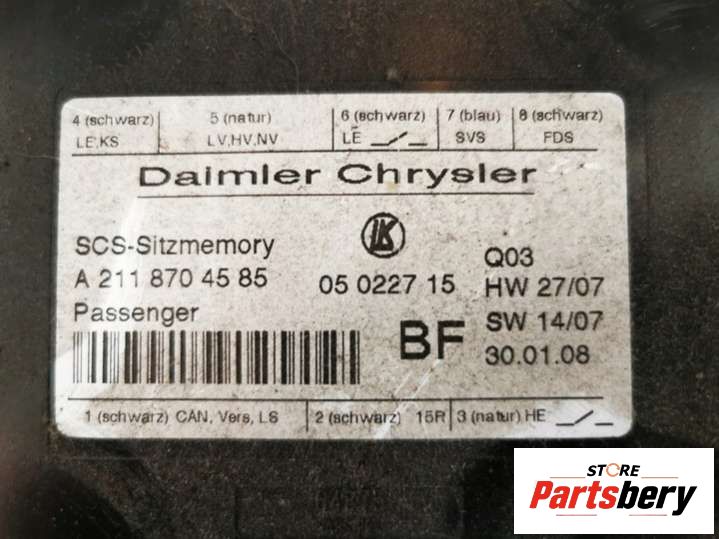 4 (schwarz) 5 (natur) 6 (schwarz) 7 (blau) 8 (schwarz)
LE,KS LV,HV,NV LE SVS FDS
Daimler Chrysler
SCS-Sitzmemory Q03
A 211 870 45 85 05 0227 15 HW 27/07
Passenger BF SW 14/07
30.01.08
1 (schwarz) CAN, Vers, LS 2 (schwarz) 15R 3 (natur) HE
STORE
Partsbery